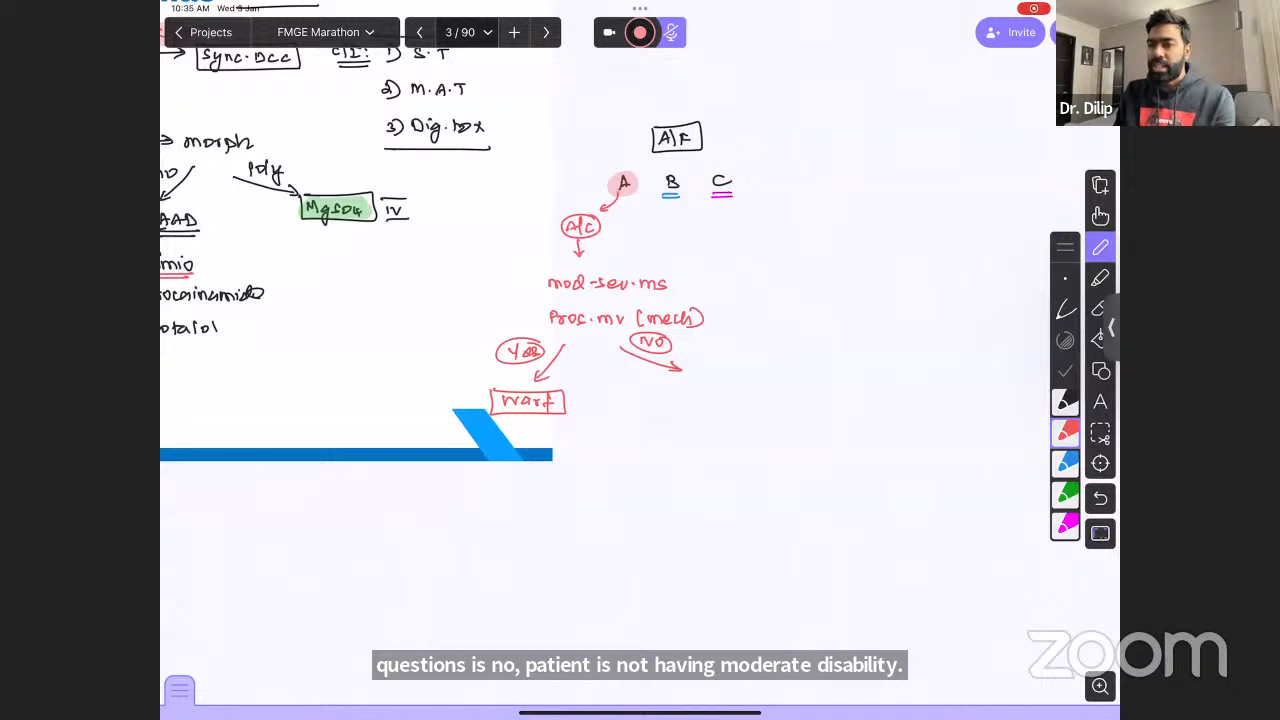 10:35 AM Wed 3 Jan
Projects
FMGE Marathon
3 / 90
Invite
Dr. Dilip
Sync.DCC
C/I: 1) S.T
2) M.A.T
3) Dig.tox
morph
Poly
MgSO4 IV
AAD
mio
rocainamide
otalol
A/F
A B C
A/C
mod-sev.ms
Pros.mv (mech)
Yes
NO
Warf
A
questions is no, patient is not having moderate disability.
zoom